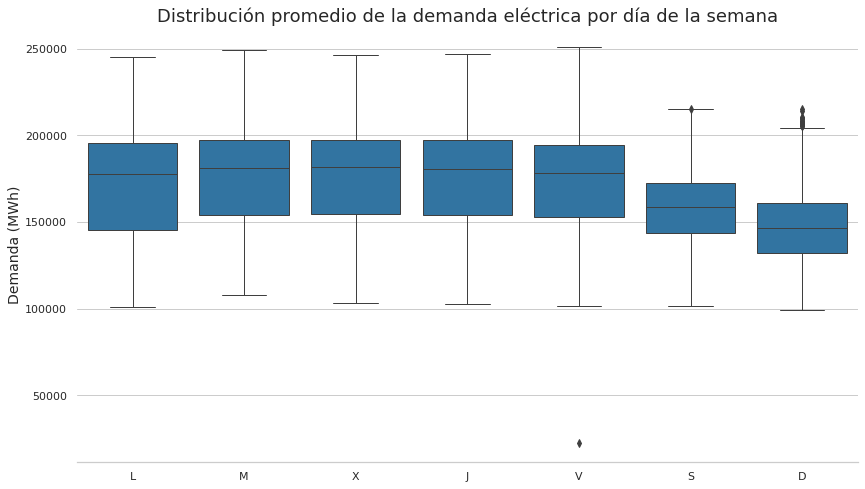 Distribución promedio de la demanda eléctrica por día de la semana
Demanda (MWh)
250000
200000
150000
100000
50000
L M X J V S D